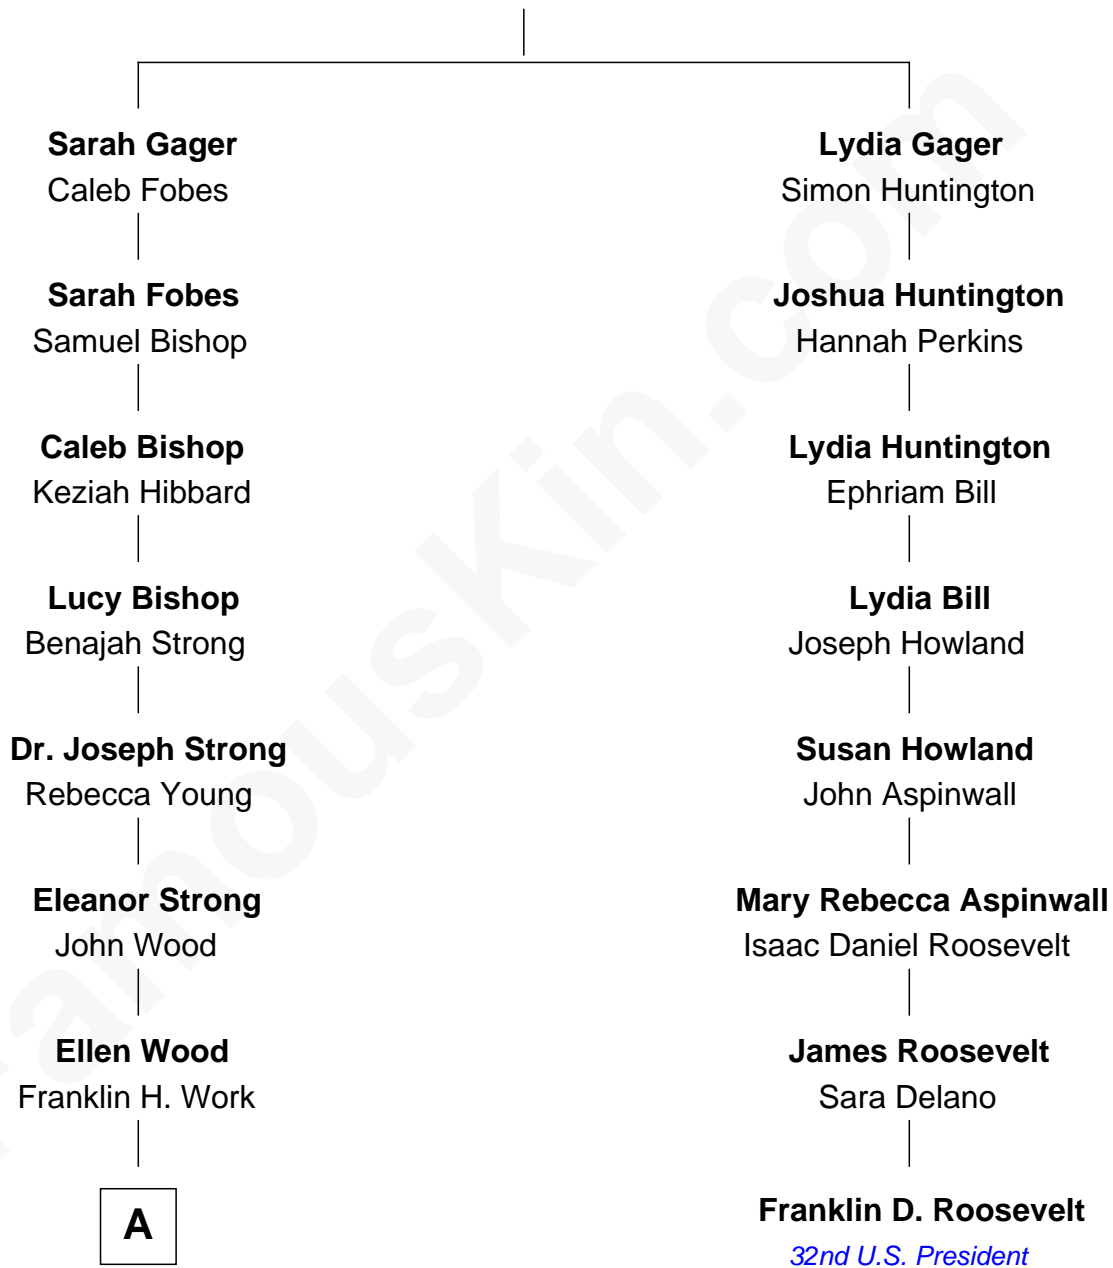 Sarah Gager
Caleb Fobes
Sarah Fobes
Samuel Bishop
Caleb Bishop
Keziah Hibbard
Lucy Bishop
Benajah Strong
Dr. Joseph Strong
Rebecca Young
Eleanor Strong
John Wood
Ellen Wood
Franklin H. Work
A
Lydia Gager
Simon Huntington
Joshua Huntington
Hannah Perkins
Lydia Huntington
Ephriam Bill
Lydia Bill
Joseph Howland
Susan Howland
John Aspinwall
Mary Rebecca Aspinwall
Isaac Daniel Roosevelt
James Roosevelt
Sara Delano
Franklin D. Roosevelt
32nd U.S. President
FamousKin.com